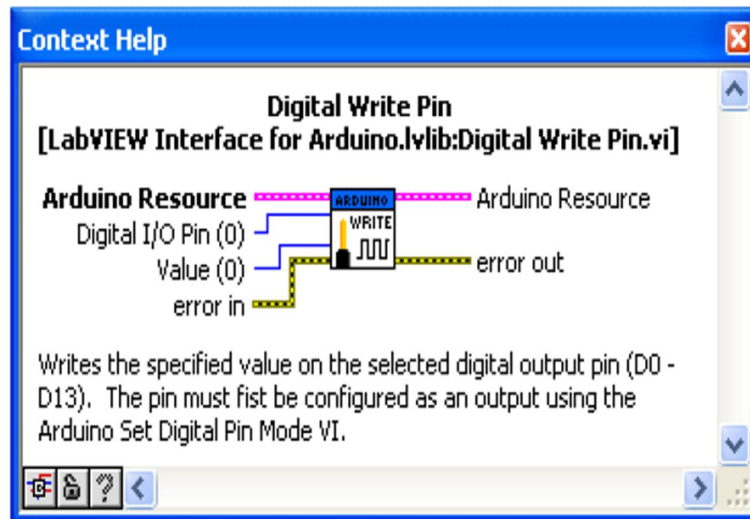 Context Help
Digital Write Pin
[LabVIEW Interface for Arduino.lvlib:Digital Write Pin.vi]
Arduino Resource
ARDUINO
Arduino Resource
Digital I/O Pin (0)
WRITE
Value (0)
error out
error in
Writes the specified value on the selected digital output pin (D0 -
D13). The pin must fist be configured as an output using the
Arduino Set Digital Pin Mode VI.
?